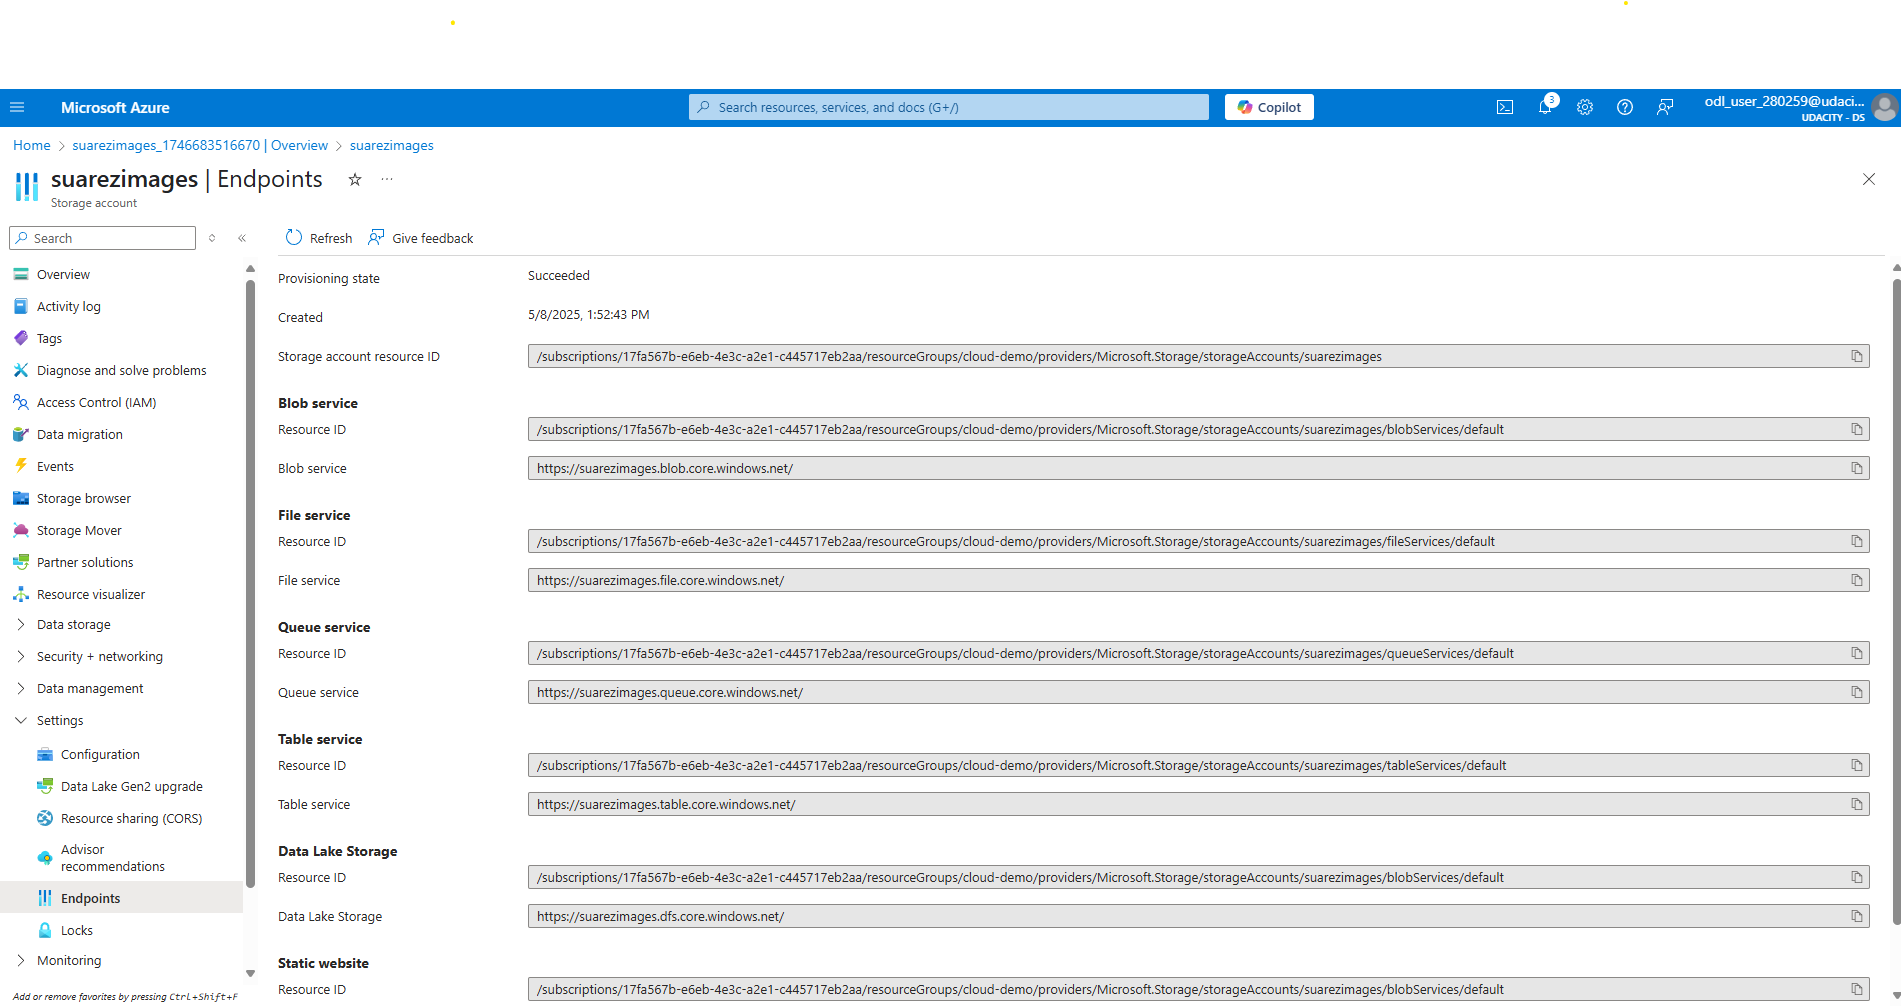 Microsoft Azure
Search resources, services, and docs (G+/)
Copilot
3
odl_user_280259@udaci...
UDACITY - DS
Home > suarezimages_1746683516670 | Overview > suarezimages
suarezimages | Endpoints
Storage account
Search
Refresh
Give feedback
Overview
Activity log
Tags
Diagnose and solve problems
Access Control (IAM)
Data migration
Events
Storage browser
Storage Mover
Partner solutions
Resource visualizer
Data storage
Security + networking
Data management
Settings
Configuration
Data Lake Gen2 upgrade
Resource sharing (CORS)
Advisor
recommendations
Endpoints
Locks
Monitoring
Add or remove favorites by pressing Ctrl+Shift+F
Provisioning state Succeeded
Created 5/8/2025, 1:52:43 PM
Storage account resource ID /subscriptions/17fa567b-e6eb-4e3c-a2e1-c445717eb2aa/resourceGroups/cloud-demo/providers/Microsoft.Storage/storageAccounts/suarezimages
Blob service
Resource ID /subscriptions/17fa567b-e6eb-4e3c-a2e1-c445717eb2aa/resourceGroups/cloud-demo/providers/Microsoft.Storage/storageAccounts/suarezimages/blobServices/default
Blob service https://suarezimages.blob.core.windows.net/
File service
Resource ID /subscriptions/17fa567b-e6eb-4e3c-a2e1-c445717eb2aa/resourceGroups/cloud-demo/providers/Microsoft.Storage/storageAccounts/suarezimages/fileServices/default
File service https://suarezimages.file.core.windows.net/
Queue service
Resource ID /subscriptions/17fa567b-e6eb-4e3c-a2e1-c445717eb2aa/resourceGroups/cloud-demo/providers/Microsoft.Storage/storageAccounts/suarezimages/queueServices/default
Queue service https://suarezimages.queue.core.windows.net/
Table service
Resource ID /subscriptions/17fa567b-e6eb-4e3c-a2e1-c445717eb2aa/resourceGroups/cloud-demo/providers/Microsoft.Storage/storageAccounts/suarezimages/tableServices/default
Table service https://suarezimages.table.core.windows.net/
Data Lake Storage
Resource ID /subscriptions/17fa567b-e6eb-4e3c-a2e1-c445717eb2aa/resourceGroups/cloud-demo/providers/Microsoft.Storage/storageAccounts/suarezimages/blobServices/default
Data Lake Storage https://suarezimages.dfs.core.windows.net/
Static website
Resource ID /subscriptions/17fa567b-e6eb-4e3c-a2e1-c445717eb2aa/resourceGroups/cloud-demo/providers/Microsoft.Storage/storageAccounts/suarezimages/blobServices/default